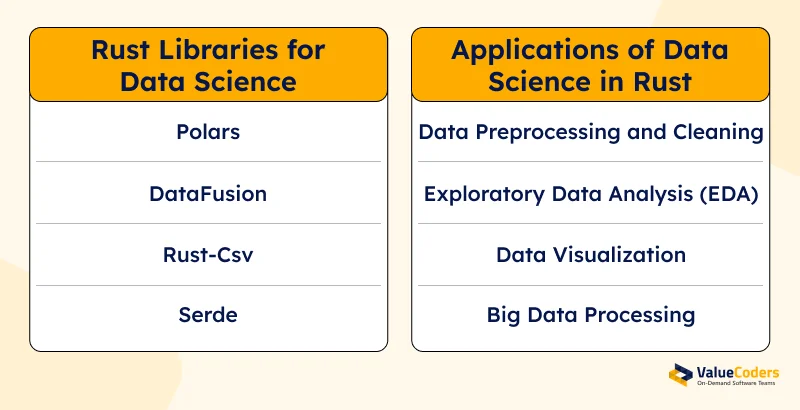 Rust Libraries for
Data Science
Polars
DataFusion
Rust-Csv
Serde
Applications of Data
Science in Rust
Data Preprocessing and Cleaning
Exploratory Data Analysis (EDA)
Data Visualization
Big Data Processing
ValueCoders
On-Demand Software Teams